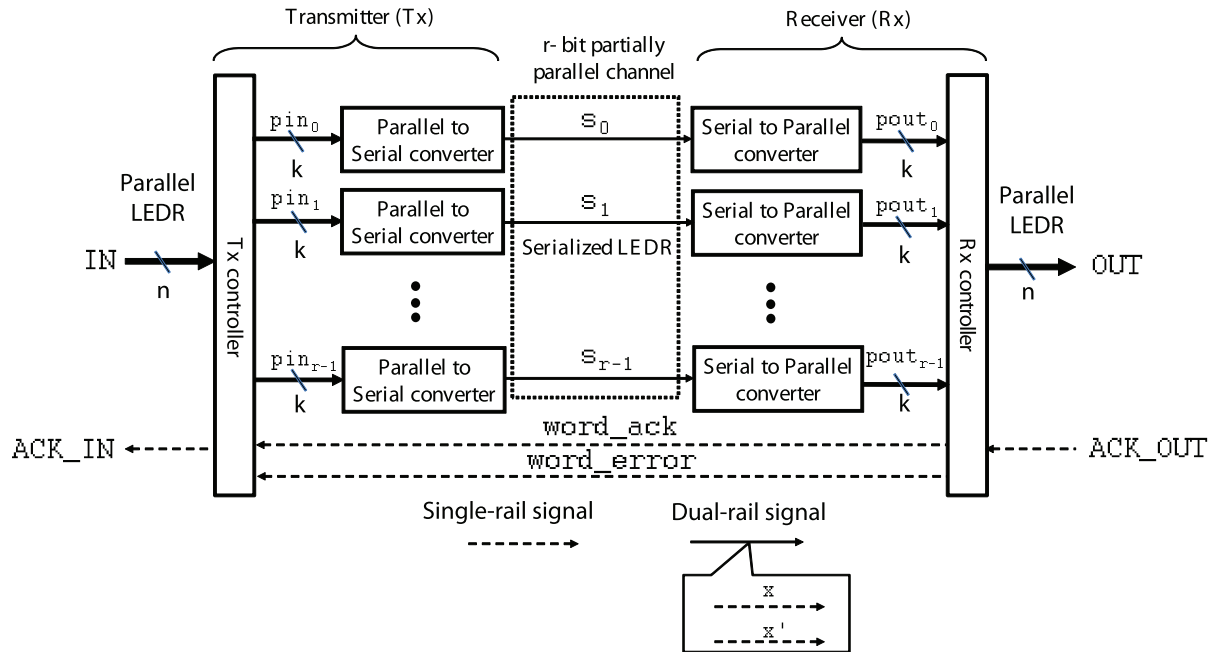 Transmitter (Tx)
Receiver (Rx)
r- bit partially
parallel channel
pin0
k
Parallel to
Serial converter
s0
Serial to Parallel
converter
pout0
k
Parallel
LEDR
IN
n
Tx controller
pin1
k
Parallel to
Serial converter
s1
Serialized LEDR
Serial to Parallel
converter
pout1
k
Rx controller
Parallel
LEDR
OUT
n
pinr-1
k
Parallel to
Serial converter
sr-1
Serial to Parallel
converter
poutr-1
k
ACK_IN
word_ack
word_error
ACK_OUT
Single-rail signal
Dual-rail signal
x
x'